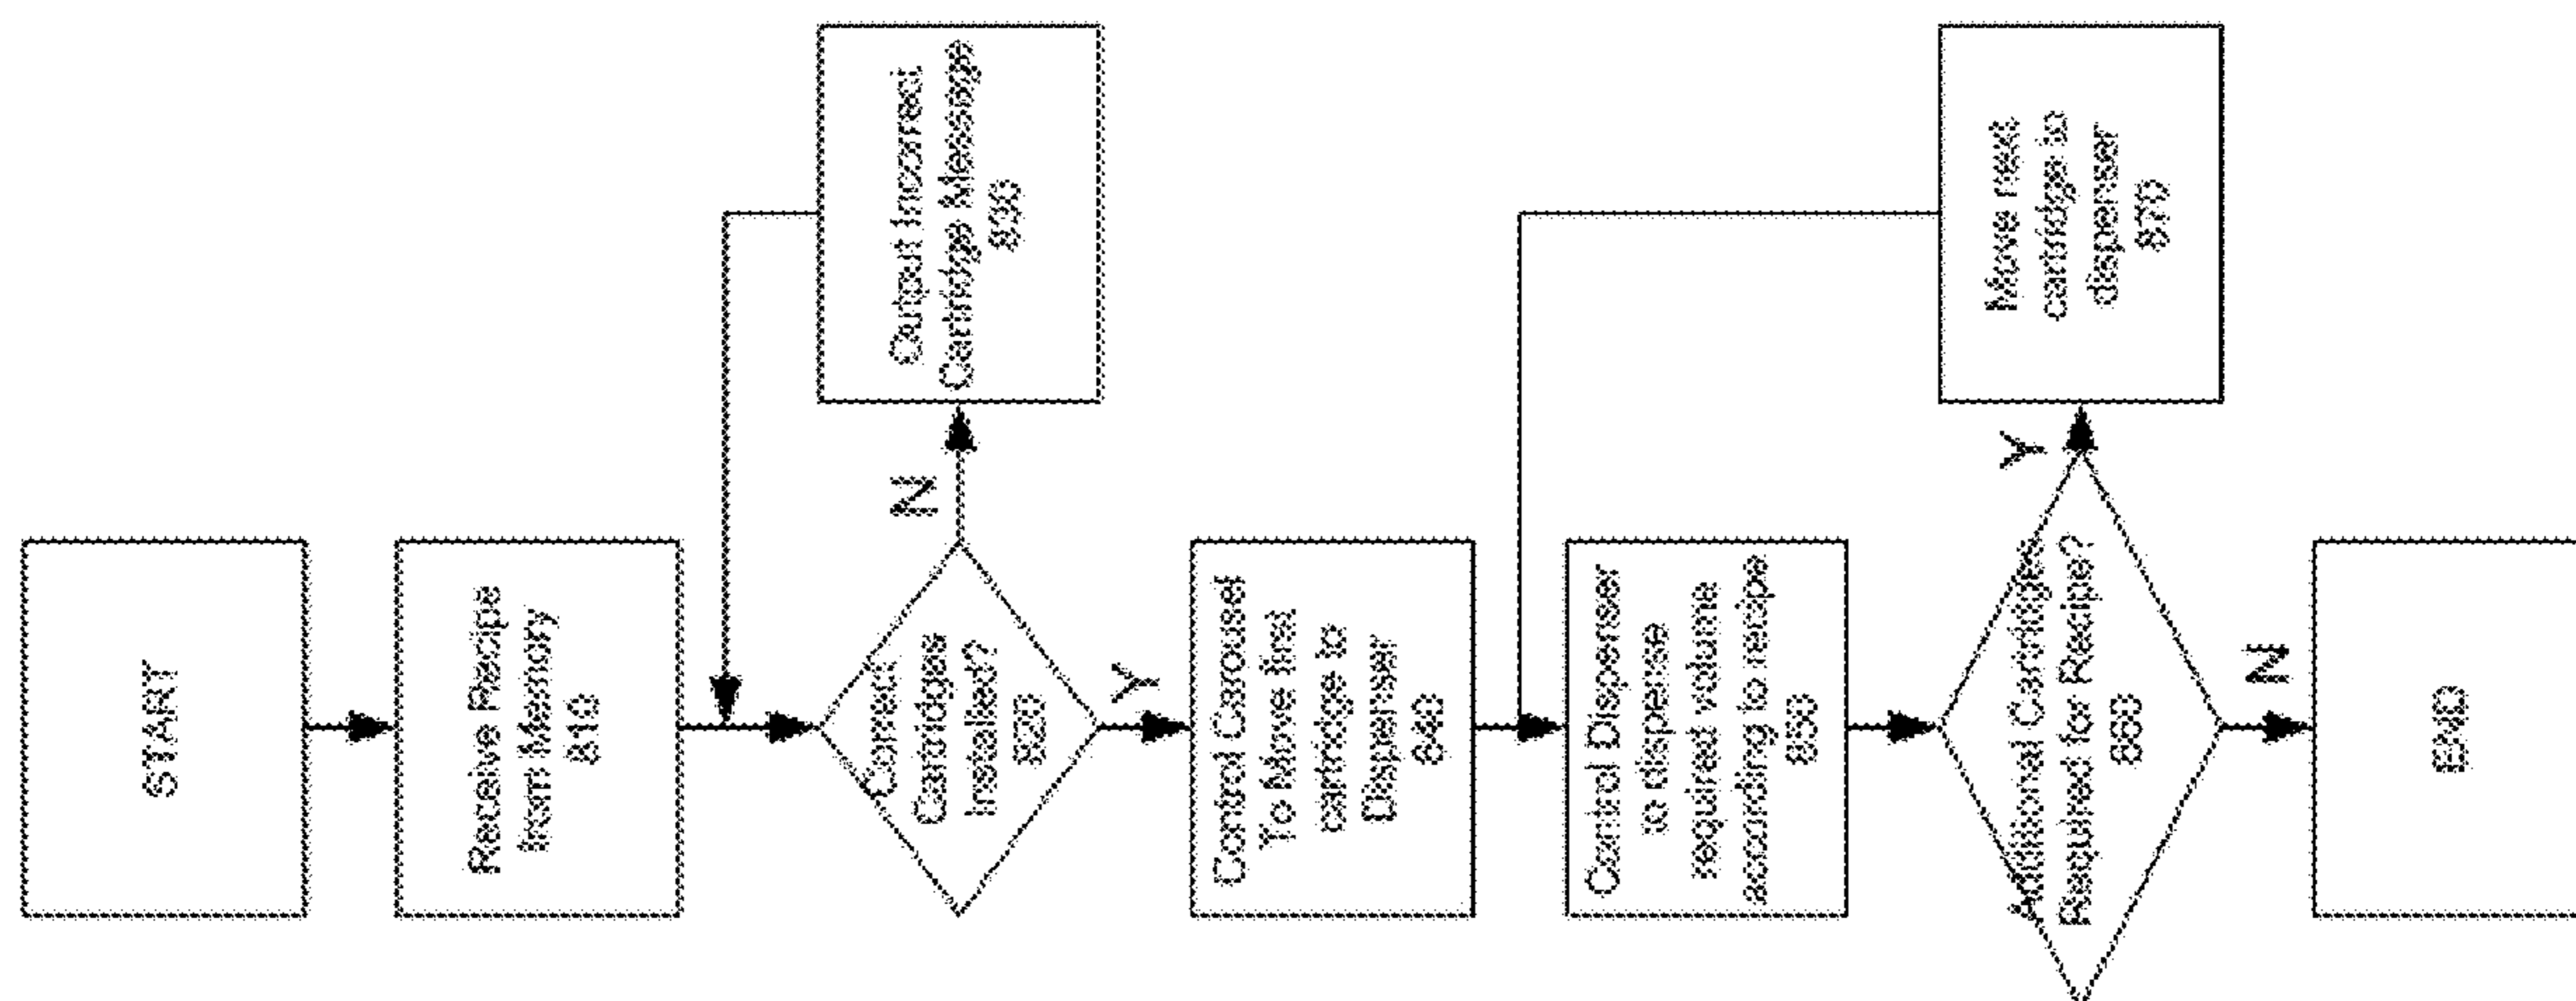 START
Receive Recipe
from Memory
810
Correct
Cartridges
Installed?
820
N
Output Incorrect
Cartridge Message
830
Y
Control Carousel
To Move first
cartridge to
Dispenser
840
Control Dispenser
to dispense
required volume
according to recipe
850
Additional Cartridges
Required for Recipe?
860
Y
Move next
cartridge to
dispenser
870
N
END